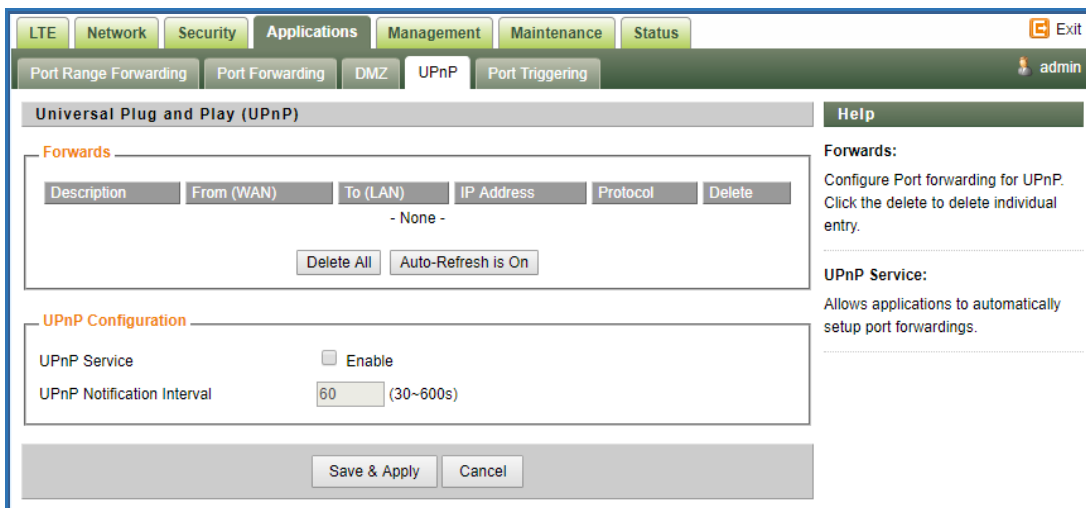 LTE Network Security Applications Management Maintenance Status Exit
Port Range Forwarding Port Forwarding DMZ UPnP Port Triggering admin
Universal Plug and Play (UPnP)
Forwards
Description From (WAN) To (LAN) IP Address Protocol Delete
- None -
Delete All Auto-Refresh is On
UPnP Configuration
UPnP Service Enable
UPnP Notification Interval 60 (30~600s)
Save & Apply Cancel
Help
Forwards:
Configure Port forwarding for UPnP.
Click the delete to delete individual
entry.
UPnP Service:
Allows applications to automatically
setup port forwardings.